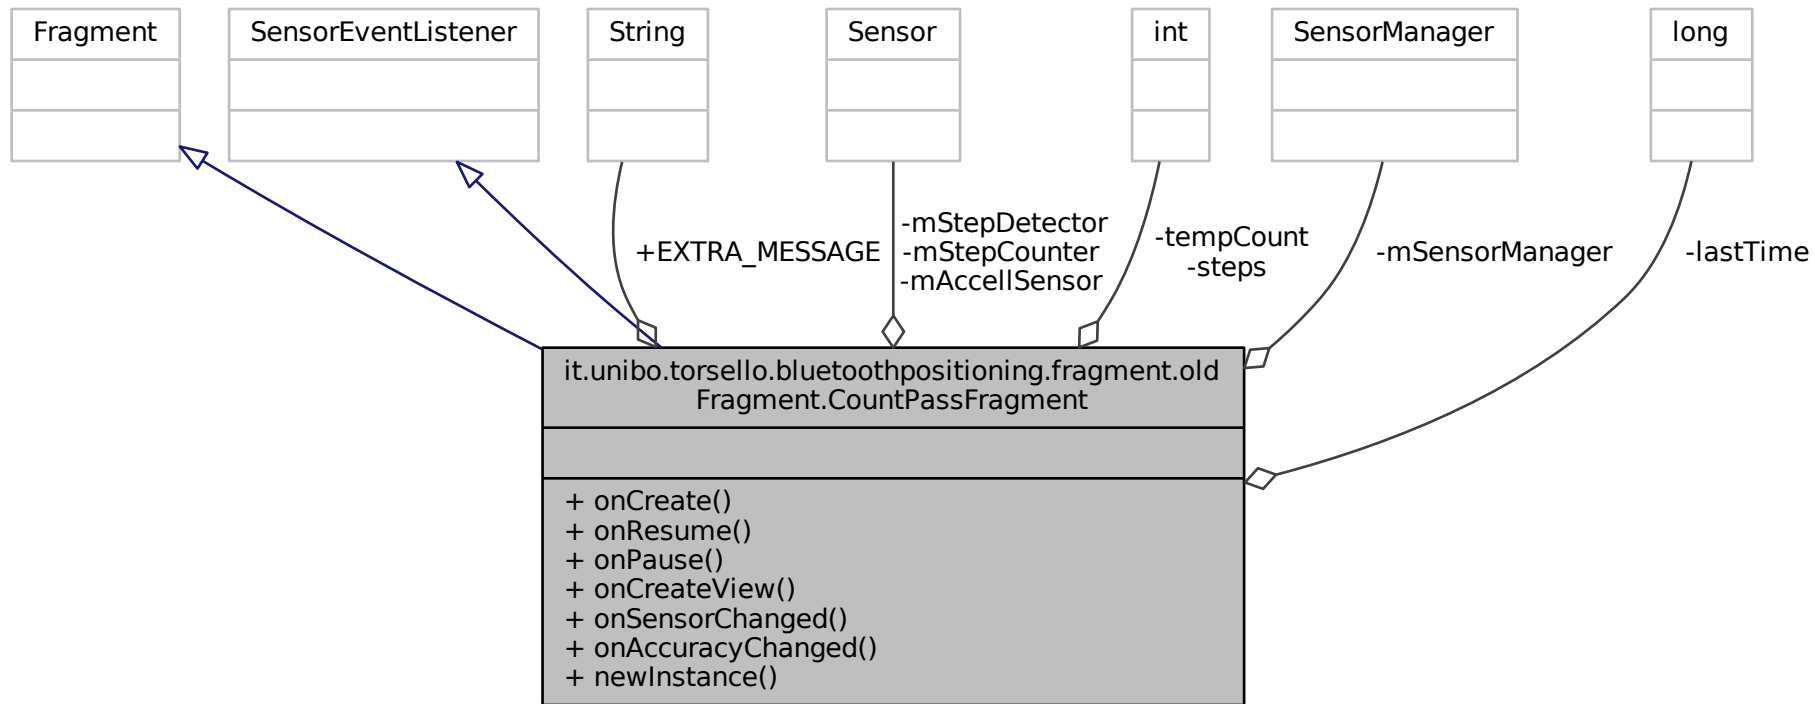 Fragment
SensorEventListener
String
Sensor
int
SensorManager
long
+EXTRA_MESSAGE
-mStepDetector
-mStepCounter
-mAccellSensor
-tempCount
-steps
-mSensorManager
-lastTime
it.unibo.torsello.bluetoothpositioning.fragment.old
Fragment.CountPassFragment
+ onCreate()
+ onResume()
+ onPause()
+ onCreateView()
+ onSensorChanged()
+ onAccuracyChanged()
+ newInstance()